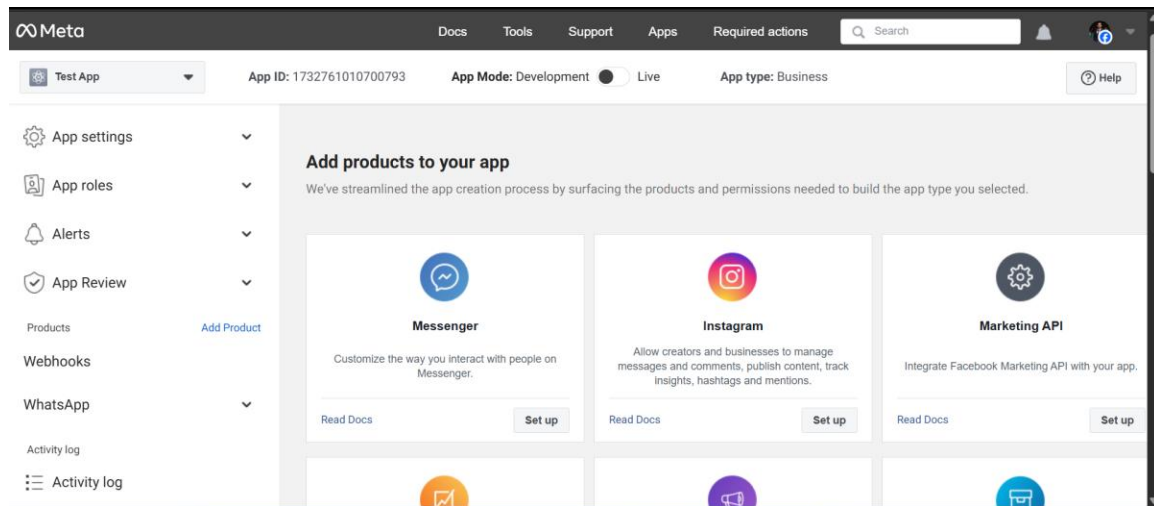 Meta
Docs Tools Support Apps Required actions Search
Test App App ID: 1732761010700793 App Mode: Development Live App type: Business Help
App settings
App roles
Alerts
App Review
Products Add Product
Webhooks
WhatsApp
Activity log
Activity log
Add products to your app
We've streamlined the app creation process by surfacing the products and permissions needed to build the app type you selected.
Messenger
Customize the way you interact with people on
Messenger.
Read Docs Set up
Instagram
Allow creators and businesses to manage
messages and comments, publish content, track
insights, hashtags and mentions.
Read Docs Set up
Marketing API
Integrate Facebook Marketing API with your app.
Read Docs Set up